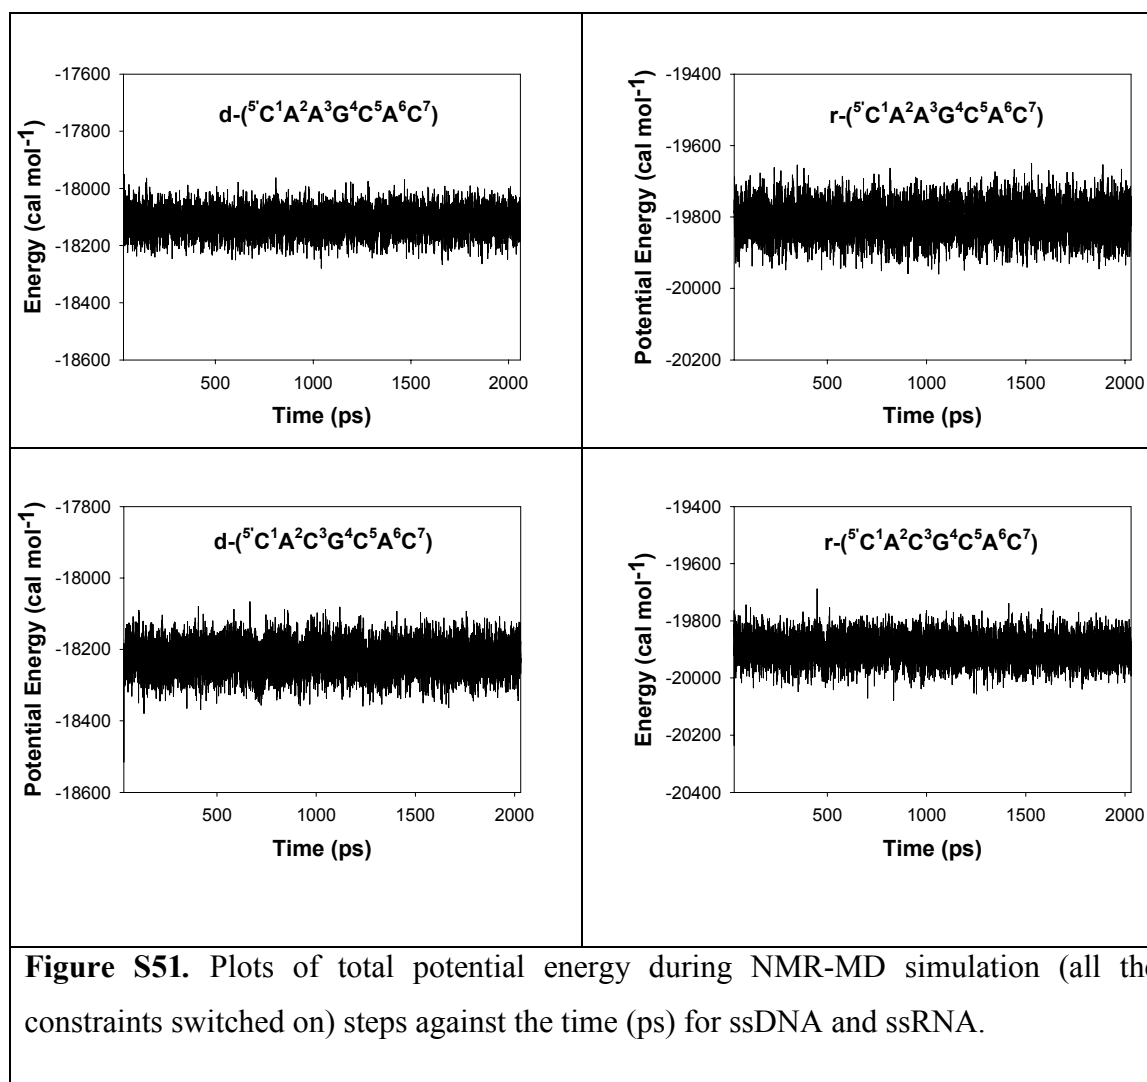 -17600
-17800
-18000
-18200
-18400
-18600
Energy (cal mol⁻¹)
d-(⁵'C¹A²A³G⁴C⁵A⁶C⁷)
500 1000 1500 2000
Time (ps)
-19400
-19600
-19800
-20000
-20200
Potential Energy (cal mol⁻¹)
r-(⁵'C¹A²A³G⁴C⁵A⁶C⁷)
500 1000 1500 2000
Time (ps)
-17800
-18000
-18200
-18400
-18600
Potential Energy (cal mol⁻¹)
d-(⁵'C¹A²C³G⁴C⁵A⁶C⁷)
500 1000 1500 2000
Time (ps)
-19400
-19600
-19800
-20000
-20200
-20400
Energy (cal mol⁻¹)
r-(⁵'C¹A²C³G⁴C⁵A⁶C⁷)
500 1000 1500 2000
Time (ps)
Figure S51. Plots of total potential energy during NMR-MD simulation (all the
constraints switched on) steps against the time (ps) for ssDNA and ssRNA.